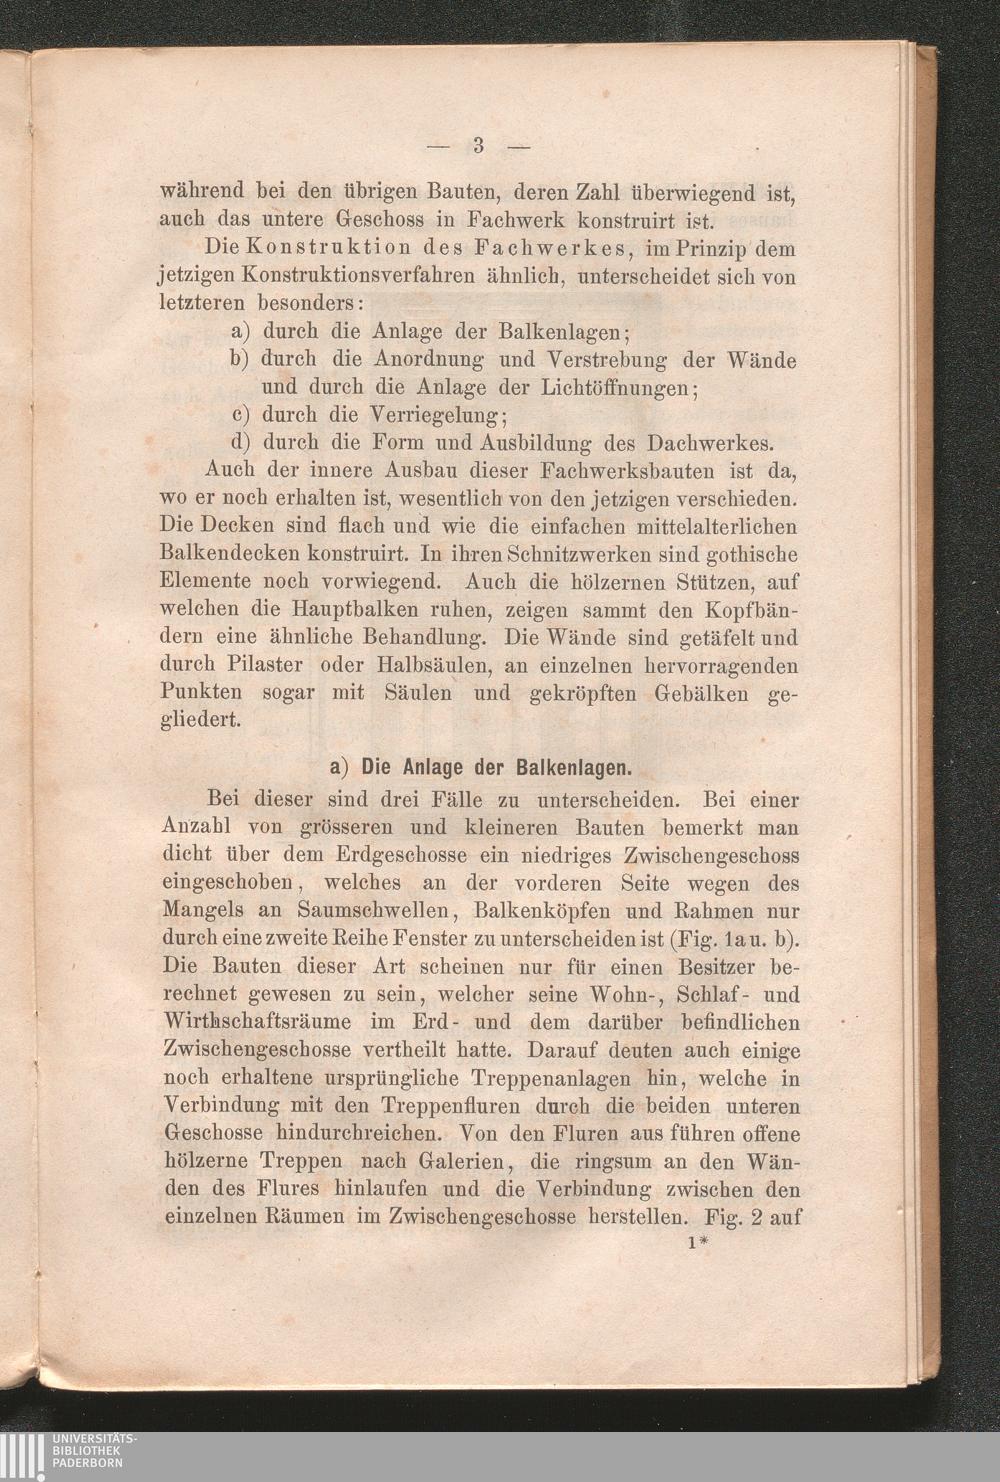 — 3 —
während bei den übrigen Bauten, deren Zahl überwiegend ist,
auch das untere Geschoss in Fachwerk konstruirt ist.
Die Konstruktion des Fachwerkes, im Prinzip dem
jetzigen Konstruktionsverfahren ähnlich, unterscheidet sich von
letzteren besonders:
a) durch die Anlage der Balkenlagen;
b) durch die Anordnung und Verstrebung der Wände
und durch die Anlage der Lichtöffnungen;
c) durch die Verriegelung;
d) durch die Form und Ausbildung des Dachwerkes.
Auch der innere Ausbau dieser Fachwerksbauten ist da,
wo er noch erhalten ist, wesentlich von den jetzigen verschieden.
Die Decken sind flach und wie die einfachen mittelalterlichen
Balkendecken konstruirt. In ihren Schnitzwerken sind gothische
Elemente noch vorwiegend. Auch die hölzernen Stützen, auf
welchen die Hauptbalken ruhen, zeigen sammt den Kopfbän-
dern eine ähnliche Behandlung. Die Wände sind getäfelt und
durch Pilaster oder Halbsäulen, an einzelnen hervorragenden
Punkten sogar mit Säulen und gekröpften Gebälken ge-
gliedert.
a) Die Anlage der Balkenlagen.
Bei dieser sind drei Fälle zu unterscheiden. Bei einer
Anzahl von grösseren und kleineren Bauten bemerkt man
dicht über dem Erdgeschosse ein niedriges Zwischengeschoss
eingeschoben, welches an der vorderen Seite wegen des
Mangels an Saumschwellen, Balkenköpfen und Rahmen nur
durch eine zweite Reihe Fenster zu unterscheiden ist (Fig. 1a u. b).
Die Bauten dieser Art scheinen nur für einen Besitzer be-
rechnet gewesen zu sein, welcher seine Wohn-, Schlaf- und
Wirthschaftsräume im Erd- und dem darüber befindlichen
Zwischengeschosse vertheilt hatte. Darauf deuten auch einige
noch erhaltene ursprüngliche Treppenanlagen hin, welche in
Verbindung mit den Treppenfluren durch die beiden unteren
Geschosse hindurchreichen. Von den Fluren aus führen offene
hölzerne Treppen nach Galerien, die ringsum an den Wän-
den des Flures hinlaufen und die Verbindung zwischen den
einzelnen Räumen im Zwischengeschosse herstellen. Fig. 2 auf
1*
UNIVERSITÄTS-
BIBLIOTHEK
PADERBORN